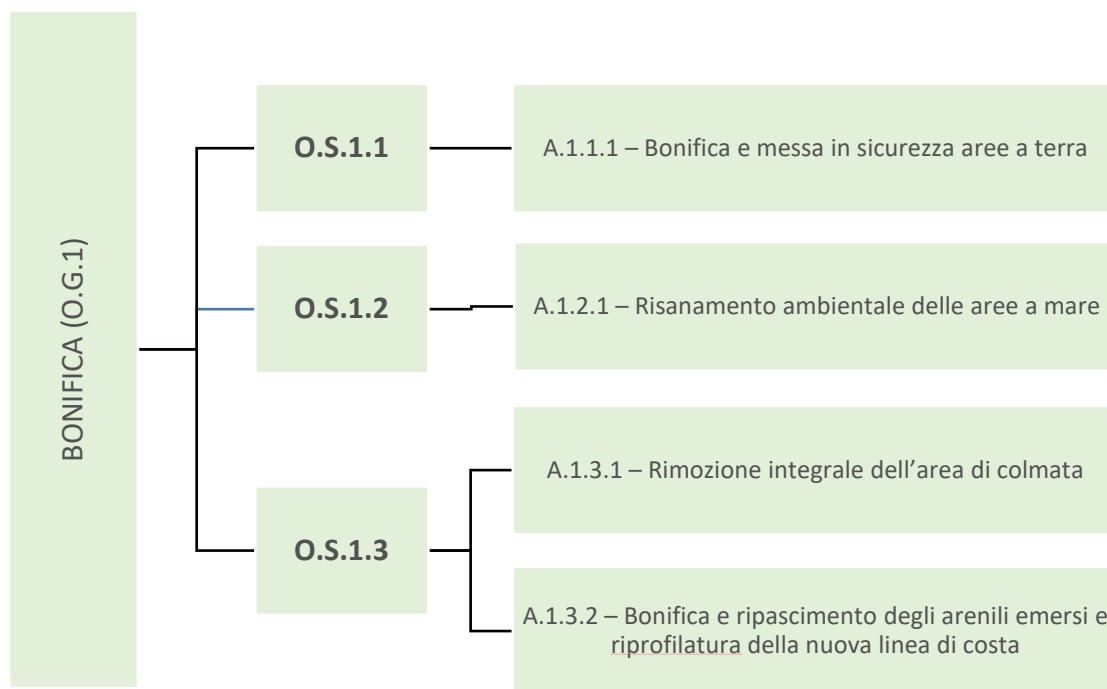 BONIFICA (O.G.1)
O.S.1.1
A.1.1.1 – Bonifica e messa in sicurezza aree a terra
O.S.1.2
A.1.2.1 – Risanamento ambientale delle aree a mare
O.S.1.3
A.1.3.1 – Rimozione integrale dell’area di colmata
A.1.3.2 – Bonifica e ripascimento degli arenili emersi e
riprofilatura della nuova linea di costa